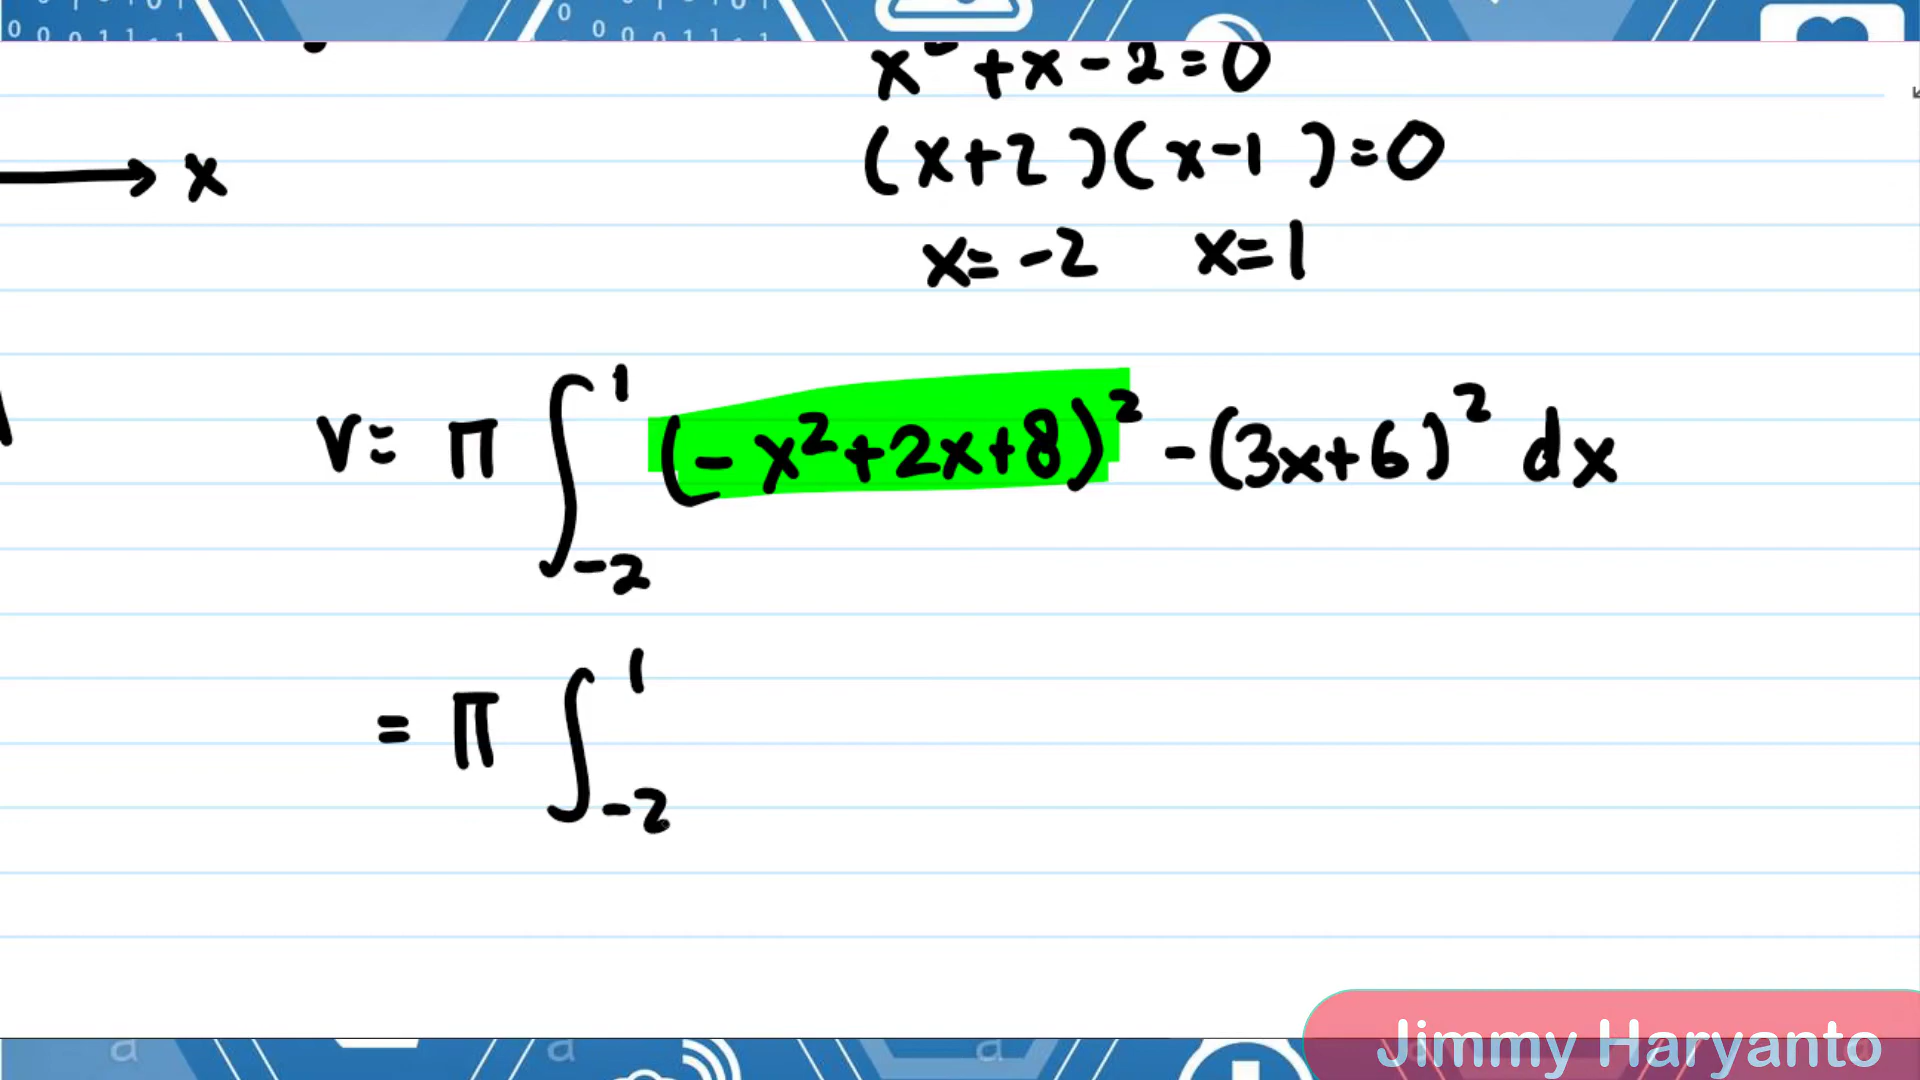 x²+x-2=0
(x+2)(x-1)=0
x
x=-2 x=1
V= π ∫₋₂¹ (-x²+2x+8)² -(3x+6)² dx
= π ∫₋₂¹
Jimmy Haryanto